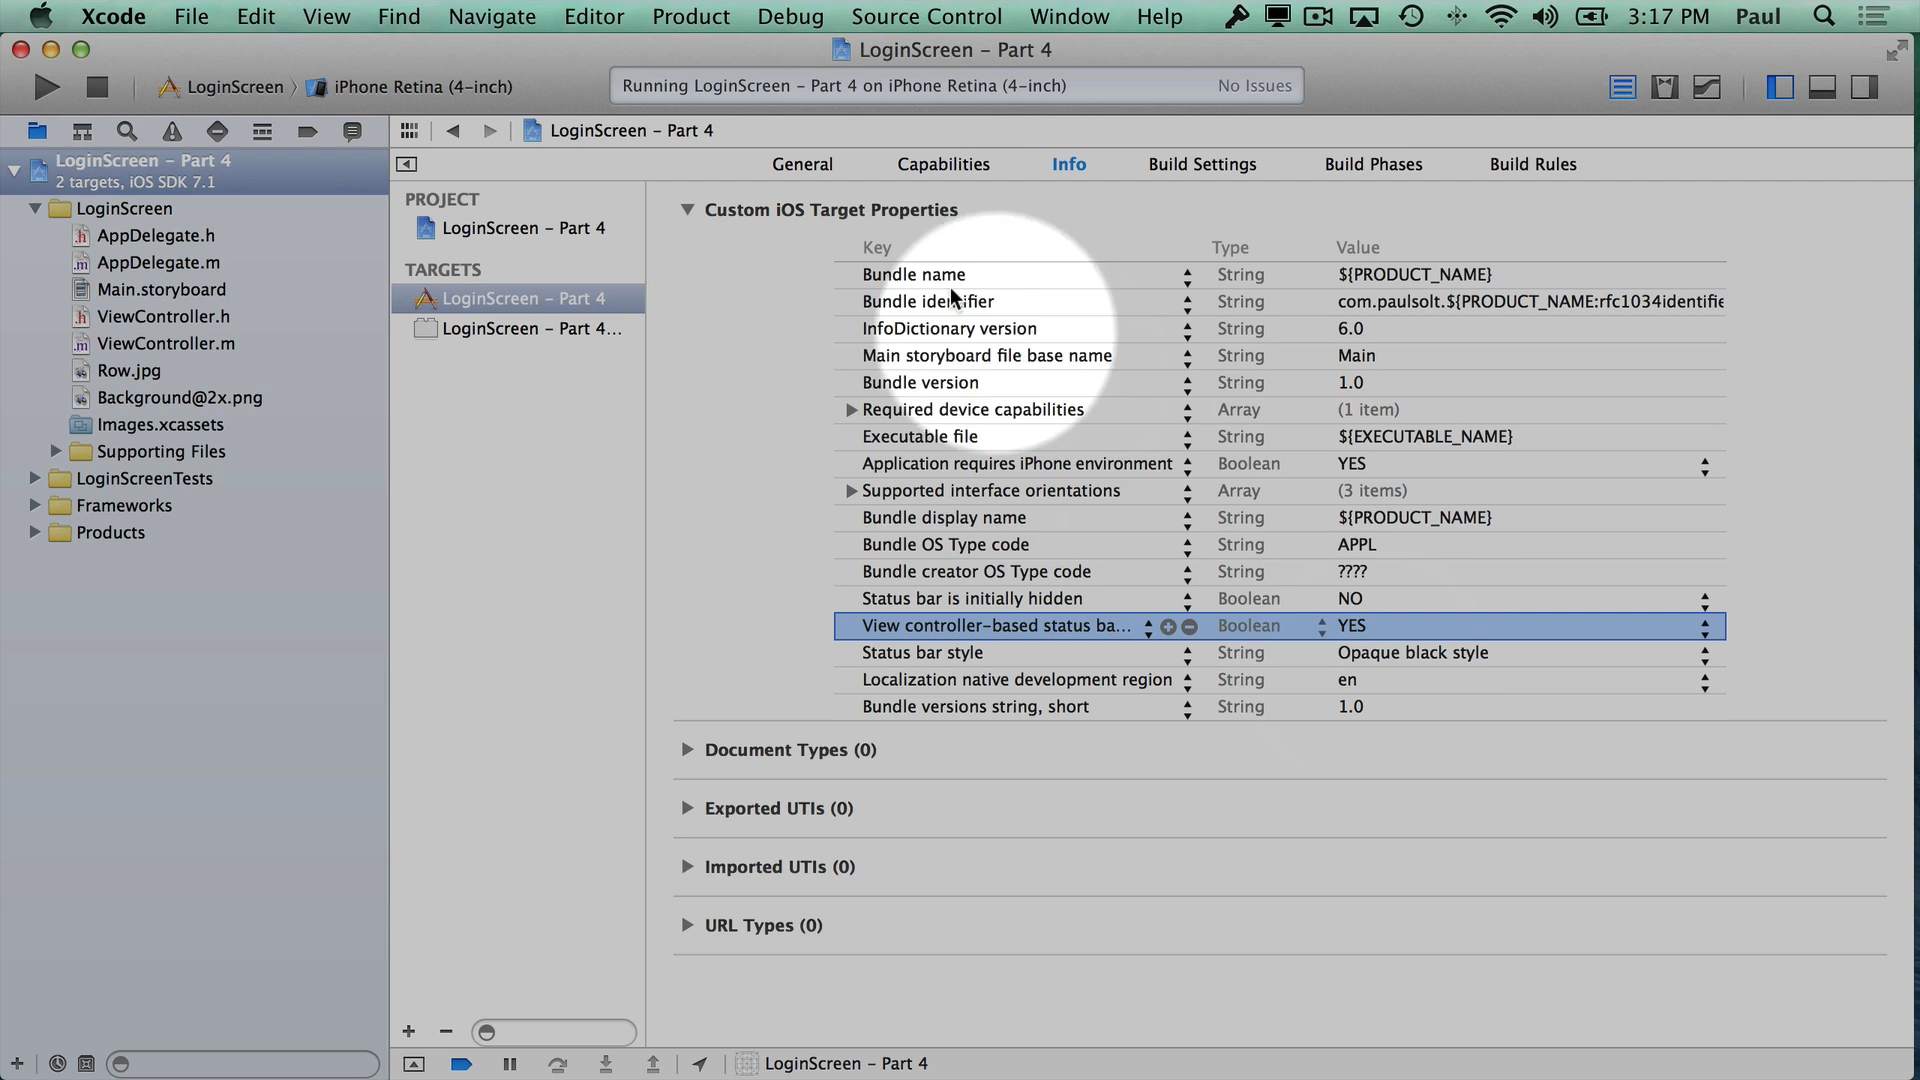 Xcode File Edit View Find Navigate Editor Product Debug Source Control Window Help 3:17 PM Paul
LoginScreen – Part 4
LoginScreen iPhone Retina (4-inch) Running LoginScreen – Part 4 on iPhone Retina (4-inch) No Issues
LoginScreen – Part 4
General Capabilities Info Build Settings Build Phases Build Rules
LoginScreen – Part 4
2 targets, iOS SDK 7.1
LoginScreen
AppDelegate.h
AppDelegate.m
Main.storyboard
ViewController.h
ViewController.m
Row.jpg
Background@2x.png
Images.xcassets
Supporting Files
LoginScreenTests
Frameworks
Products
PROJECT
LoginScreen – Part 4
TARGETS
LoginScreen – Part 4
LoginScreen – Part 4...
Custom iOS Target Properties
Key Type Value
Bundle name String ${PRODUCT_NAME}
Bundle identifier String com.paulsolt.${PRODUCT_NAME:rfc1034identifie
InfoDictionary version String 6.0
Main storyboard file base name String Main
Bundle version String 1.0
Required device capabilities Array (1 item)
Executable file String ${EXECUTABLE_NAME}
Application requires iPhone environment Boolean YES
Supported interface orientations Array (3 items)
Bundle display name String ${PRODUCT_NAME}
Bundle OS Type code String APPL
Bundle creator OS Type code String ????
Status bar is initially hidden Boolean NO
View controller-based status ba... Boolean YES
Status bar style String Opaque black style
Localization native development region String en
Bundle versions string, short String 1.0
Document Types (0)
Exported UTIs (0)
Imported UTIs (0)
URL Types (0)
LoginScreen – Part 4